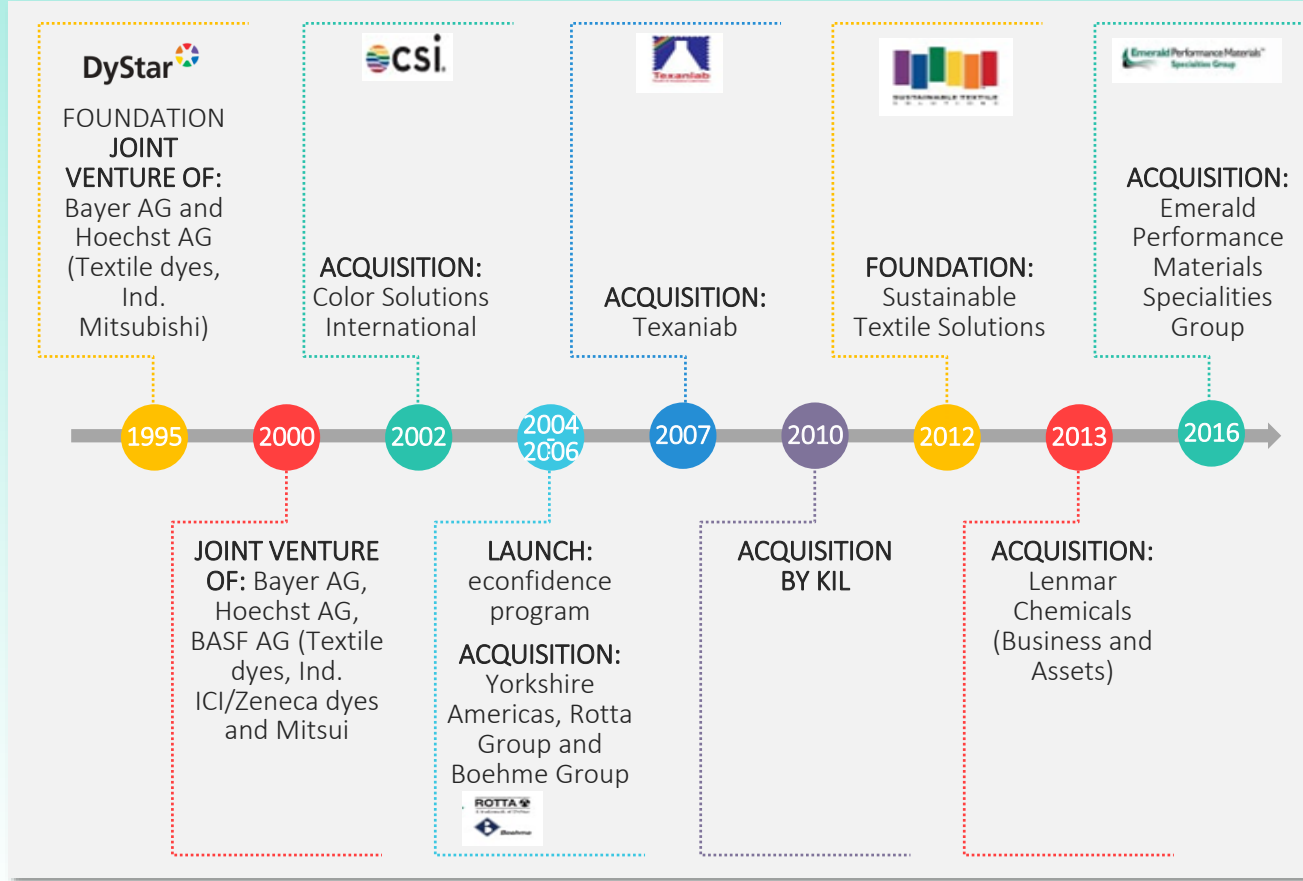 DyStar
FOUNDATION
JOINT
VENTURE OF:
Bayer AG and
Hoechst AG
(Textile dyes,
Ind.
Mitsubishi)
csi.
ACQUISITION:
Color Solutions
International
Texanlab
ACQUISITION:
Texaniab
SUSTAINABLE TEXTILE
SOLUTIONS
FOUNDATION:
Sustainable
Textile Solutions
Emerald Performance Materials™
Specialties Group
ACQUISITION:
Emerald
Performance
Materials
Specialities
Group
1995
2000
2002
2004
-
2006
2007
2010
2012
2013
2016
JOINT VENTURE
OF: Bayer AG,
Hoechst AG,
BASF AG (Textile
dyes, Ind.
ICI/Zeneca dyes
and Mitsui
LAUNCH:
econfidence
program
ACQUISITION:
Yorkshire
Americas, Rotta
Group and
Boehme Group
ROTTA
B Boehme
ACQUISITION
BY KIL
ACQUISITION:
Lenmar
Chemicals
(Business and
Assets)